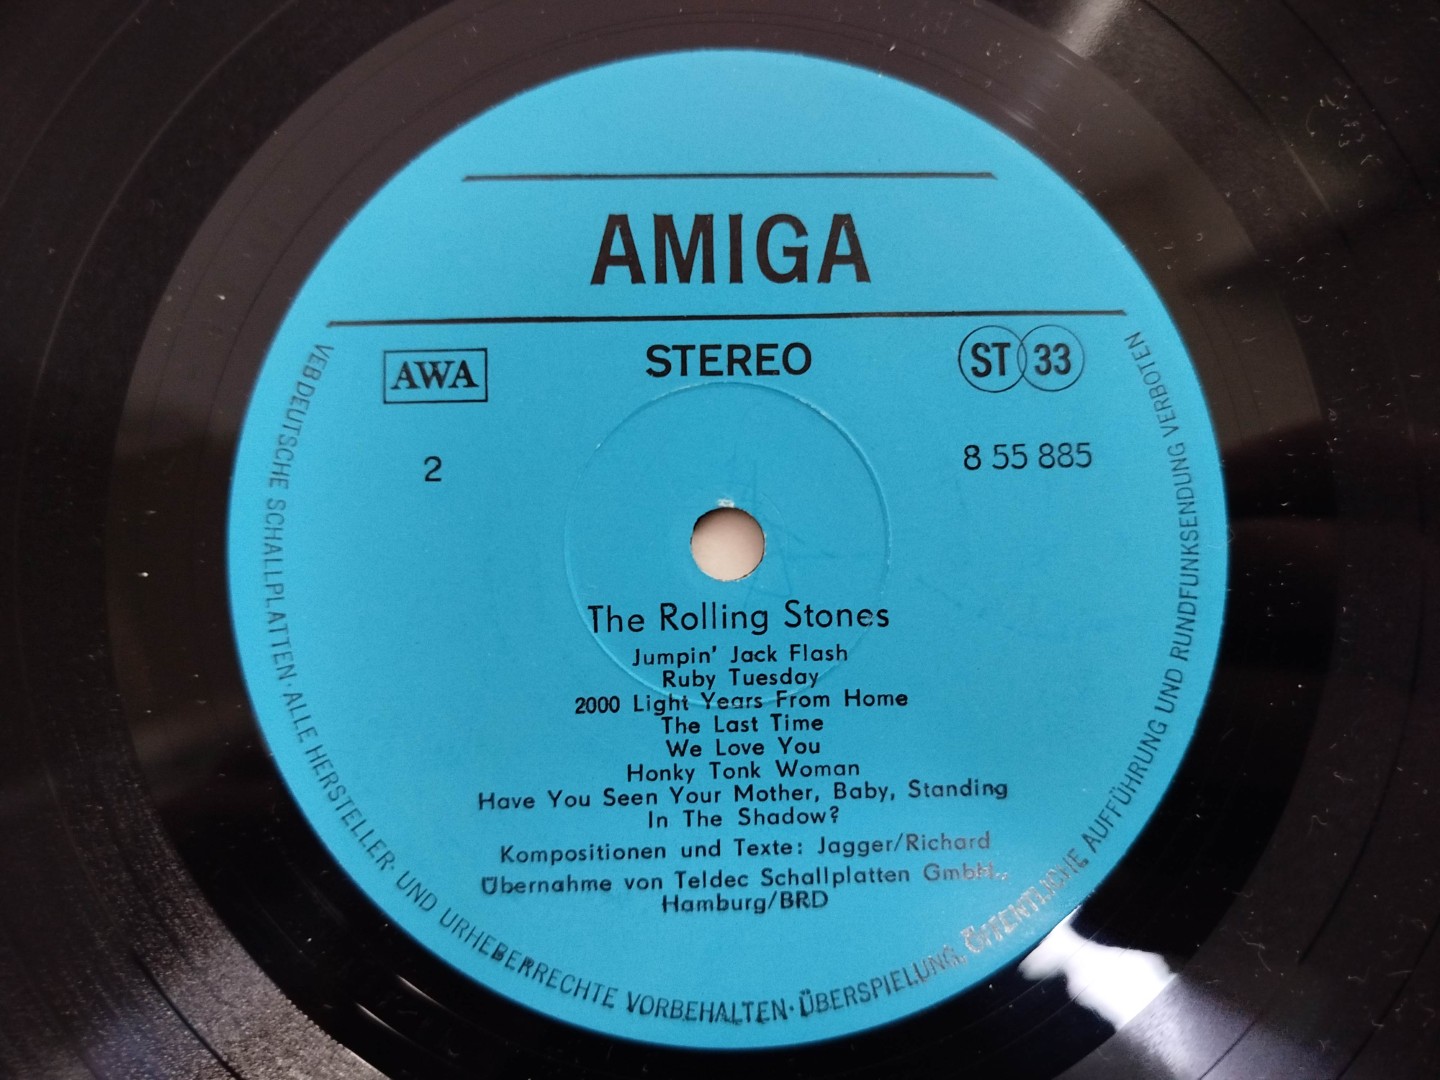 AMIGA
AWA
STEREO
ST 33
2
8 55 885
The Rolling Stones
Jumpin' Jack Flash
Ruby Tuesday
2000 Light Years From Home
The Last Time
We Love You
Honky Tonk Woman
Have You Seen Your Mother, Baby, Standing
In The Shadow?
Kompositionen und Texte: Jagger/Richard
Übernahme von Teldec Schallplatten GmbH.,
Hamburg/BRD
VEB DEUTSCHE SCHALLPLATTEN · ALLE HERSTELLER- UND URHEBERRECHTE VORBEHALTEN · ÜBERSPIELUNG, ÖFFENTLICHE AUFFÜHRUNG UND RUNDFUNKSENDUNG VERBOTEN